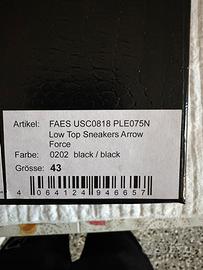 Artikel: FAES USC0818 PLE075N
Low Top Sneakers Arrow
Force
Farbe: 0202 black / black
Grösse: 43
4 064124 946657